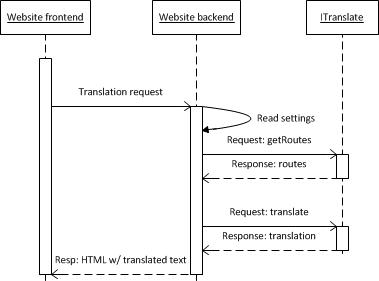 Website frontend
Website backend
ITranslate
Translation request
Read settings
Request: getRoutes
Response: routes
Request: translate
Response: translation
Resp: HTML w/ translated text